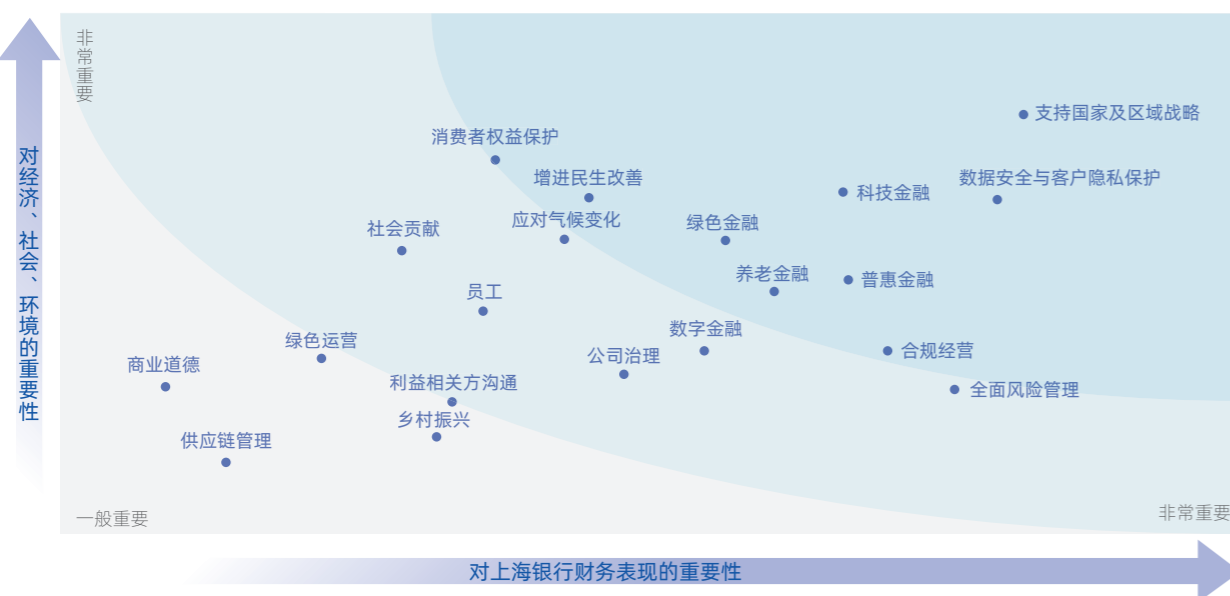 非常重要
对经济、社会、环境的重要性
支持国家及区域战略
消费者权益保护
增进民生改善
数据安全与客户隐私保护
科技金融
应对气候变化
绿色金融
社会贡献
养老金融
普惠金融
员工
数字金融
绿色运营
公司治理
合规经营
商业道德
利益相关方沟通
全面风险管理
乡村振兴
供应链管理
一般重要
非常重要
对上海银行财务表现的重要性